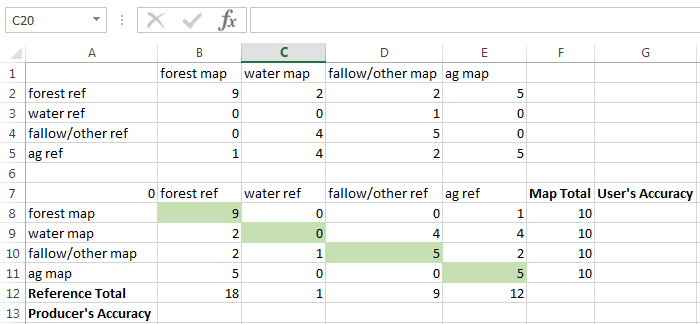 C20 fx
A B C D E F G
1 forest map water map fallow/other map ag map
2 forest ref 9 2 2 5
3 water ref 0 0 1 0
4 fallow/other ref 0 4 5 0
5 ag ref 1 4 2 5
6
7 0 forest ref water ref fallow/other ref ag ref Map Total User's Accuracy
8 forest map 9 0 0 1 10
9 water map 2 0 4 4 10
10 fallow/other map 2 1 5 2 10
11 ag map 5 0 0 5 10
12 Reference Total 18 1 9 12
13 Producer's Accuracy